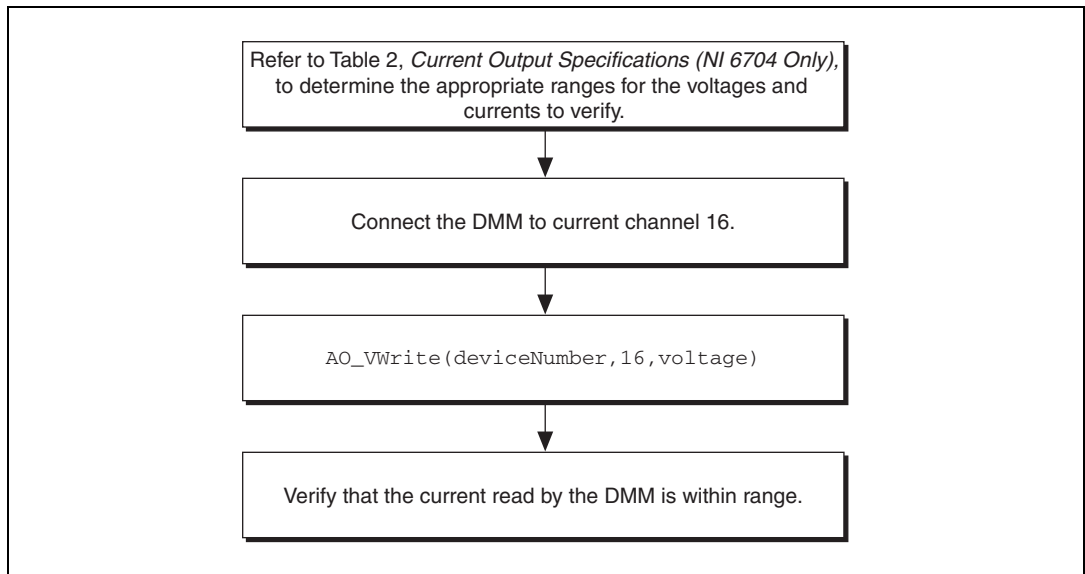 Refer to Table 2, Current Output Specifications (NI 6704 Only),
to determine the appropriate ranges for the voltages and
currents to verify.
Connect the DMM to current channel 16.
AO_VWrite(deviceNumber,16,voltage)
Verify that the current read by the DMM is within range.